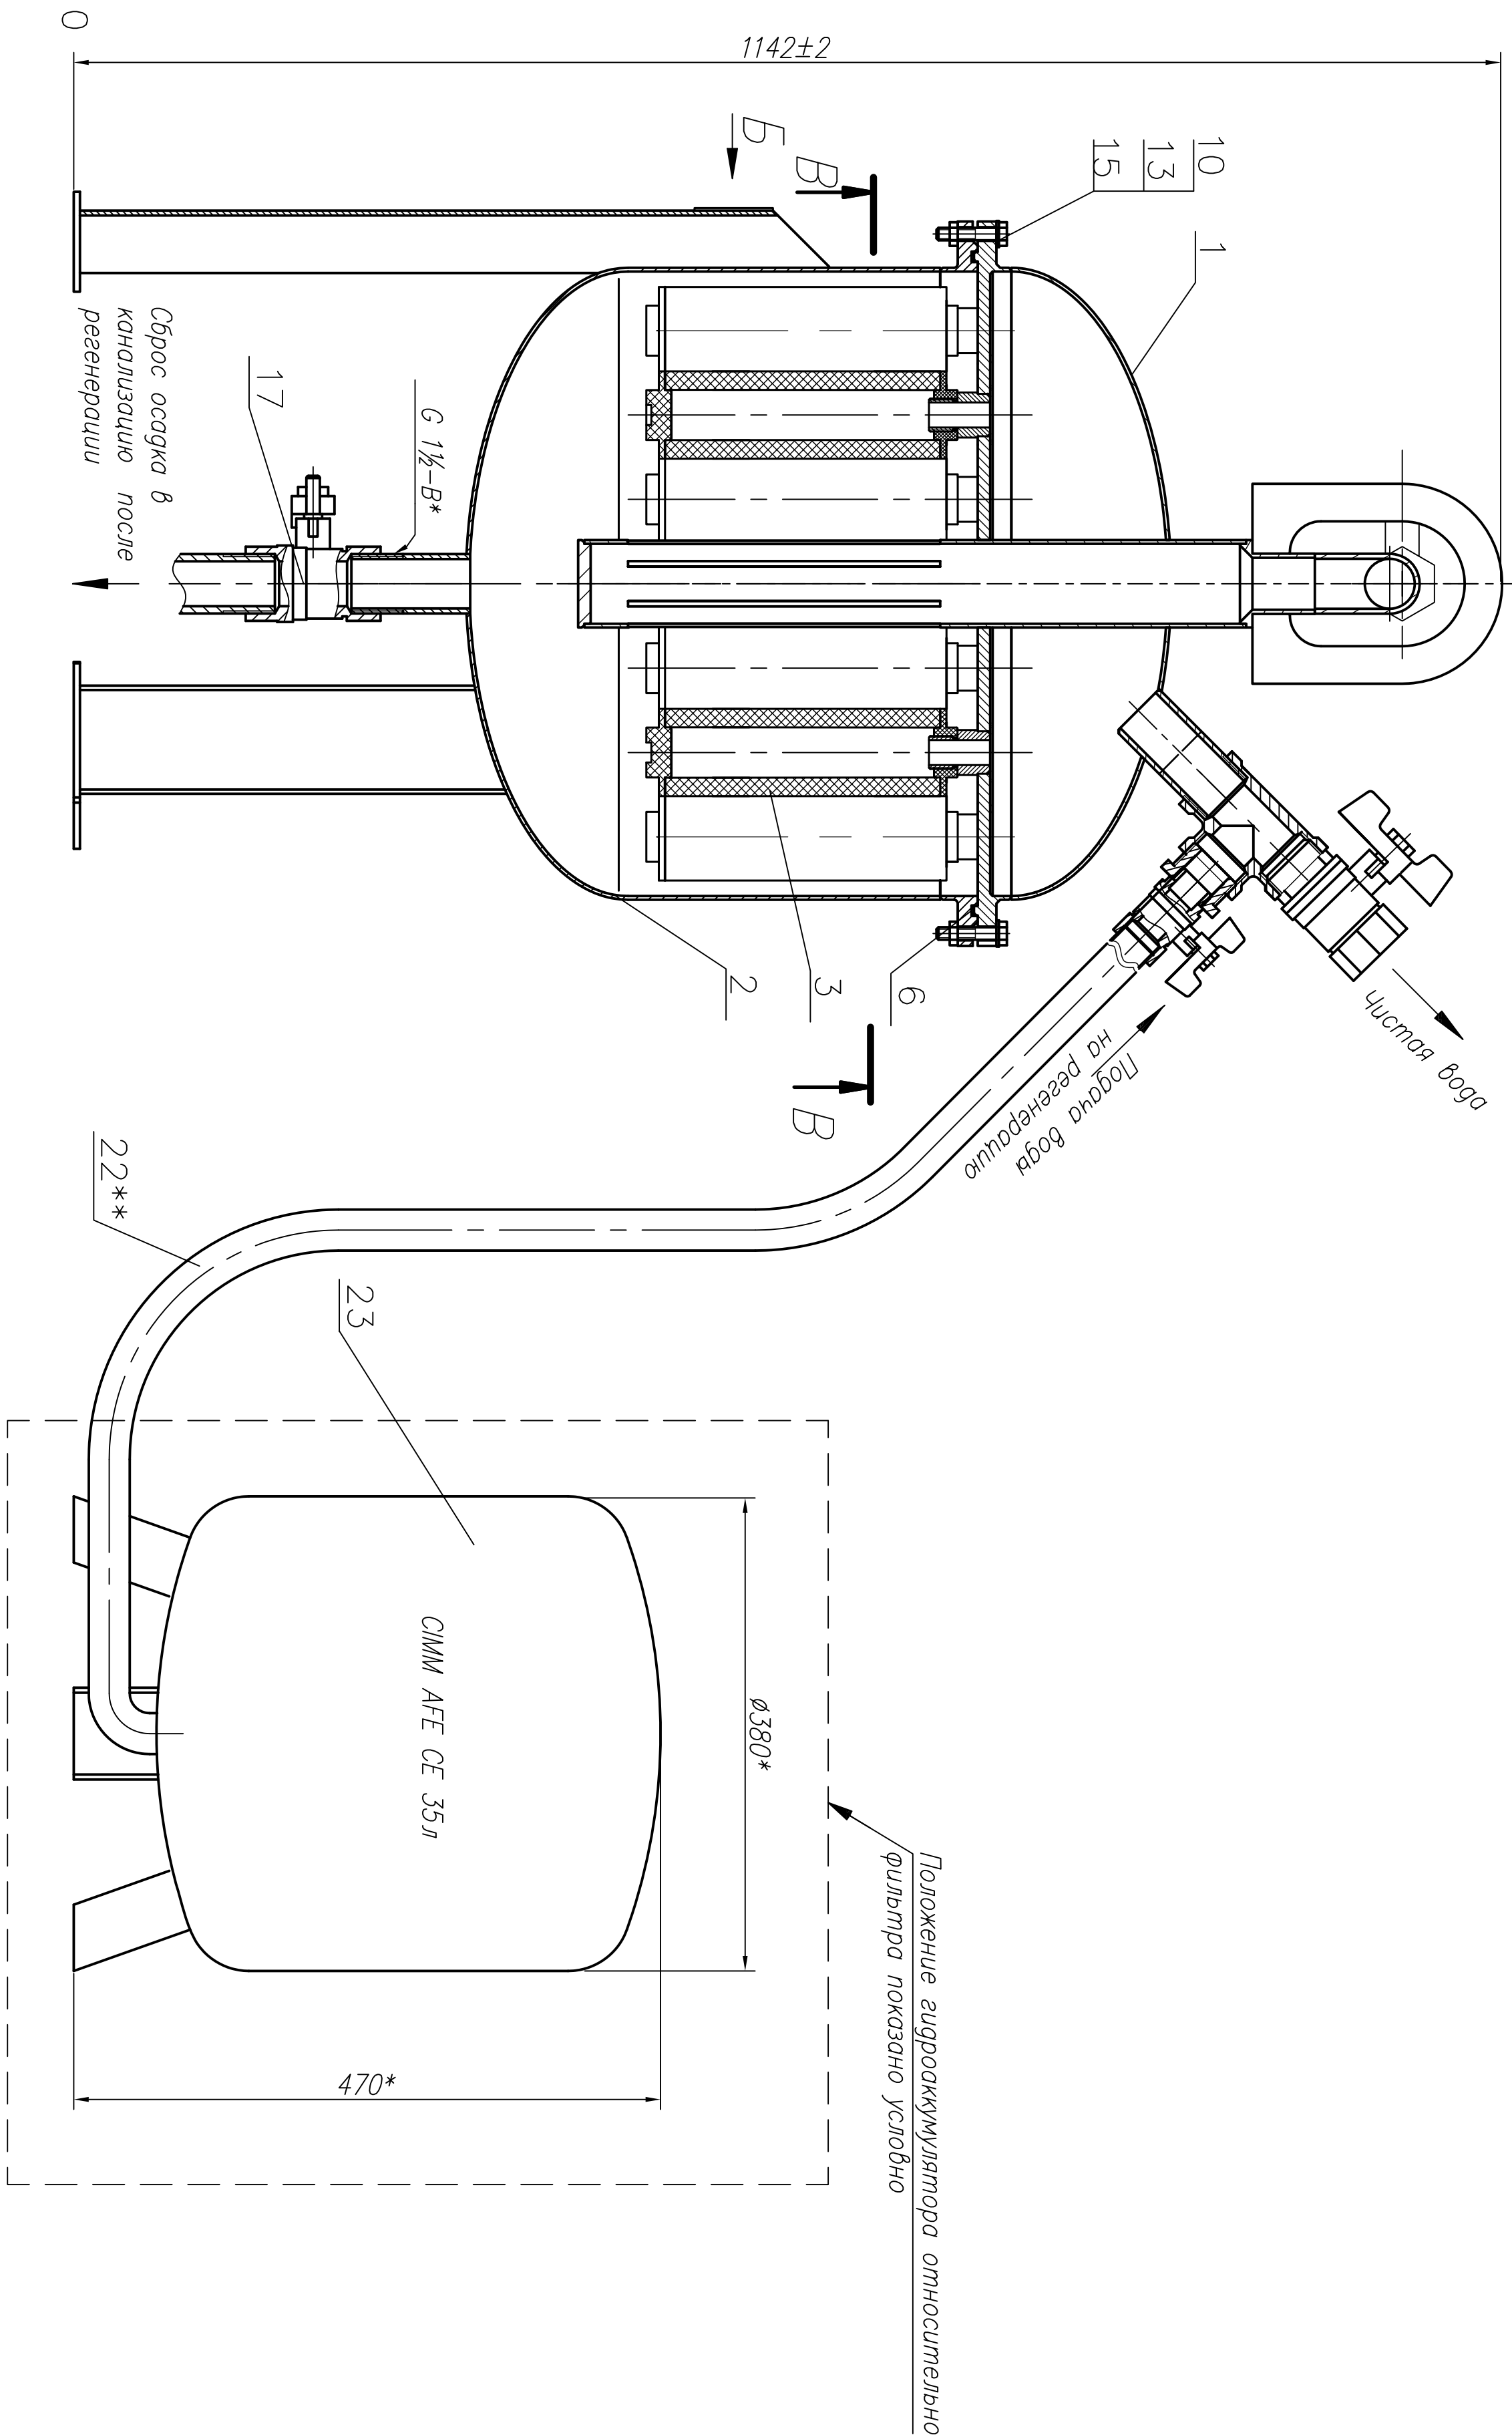 1142±2
0
Б
В
10
13
15
1
Сброс осадка в
канализацию после
регенерации
17
G 1½-В*
2
3
6
Чистая вода
Подача воды
на регенерацию
В
22**
23
CIMM AFE CE 35л
⌀380*
470*
Положение гидроаккумулятора относительно
фильтра показано условно